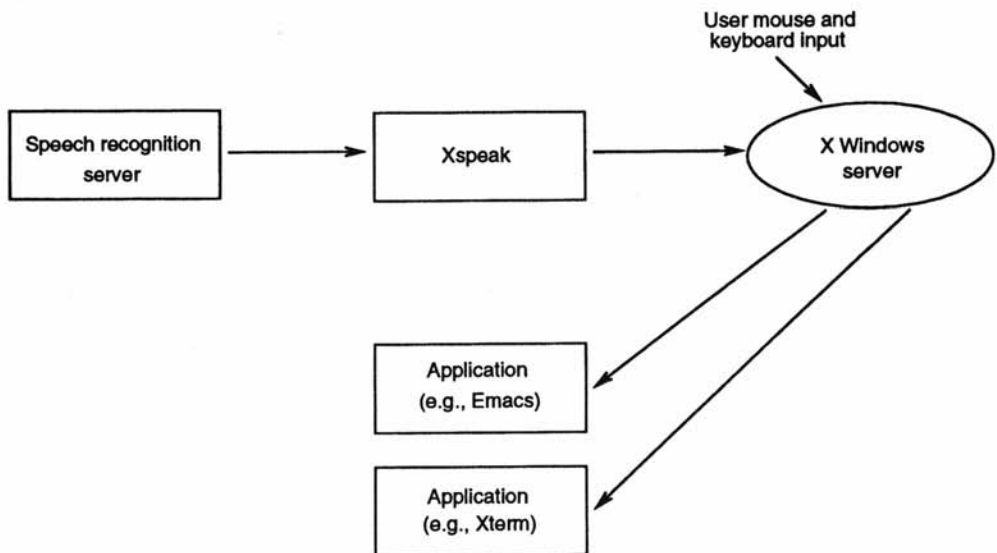 User mouse and
keyboard input
Speech recognition
server
Xspeak
X Windows
server
Application
(e.g., Emacs)
Application
(e.g., Xterm)